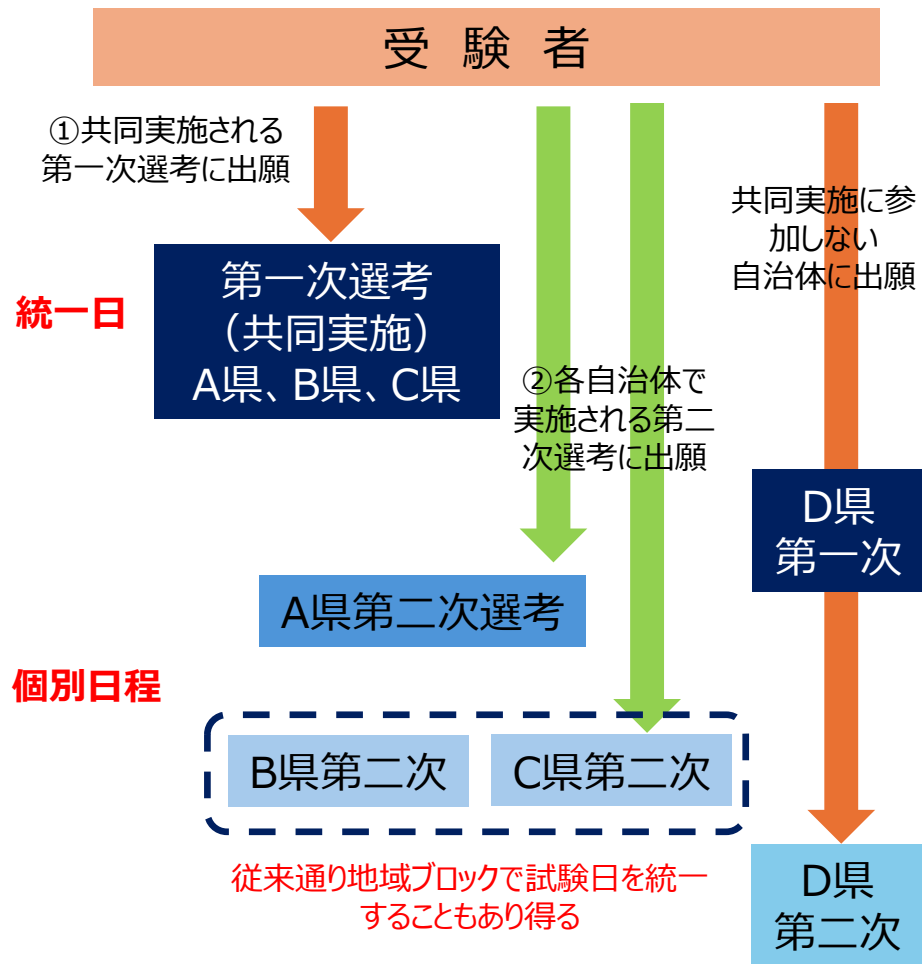 受 験 者
①共同実施される
第一次選考に出願
共同実施に参
加しない
自治体に出願
統一日
第一次選考
（共同実施）
A県、B県、C県
②各自治体で
実施される第二
次選考に出願
D県
第一次
A県第二次選考
個別日程
B県第二次
C県第二次
従来通り地域ブロックで試験日を統一
することもあり得る
D県
第二次